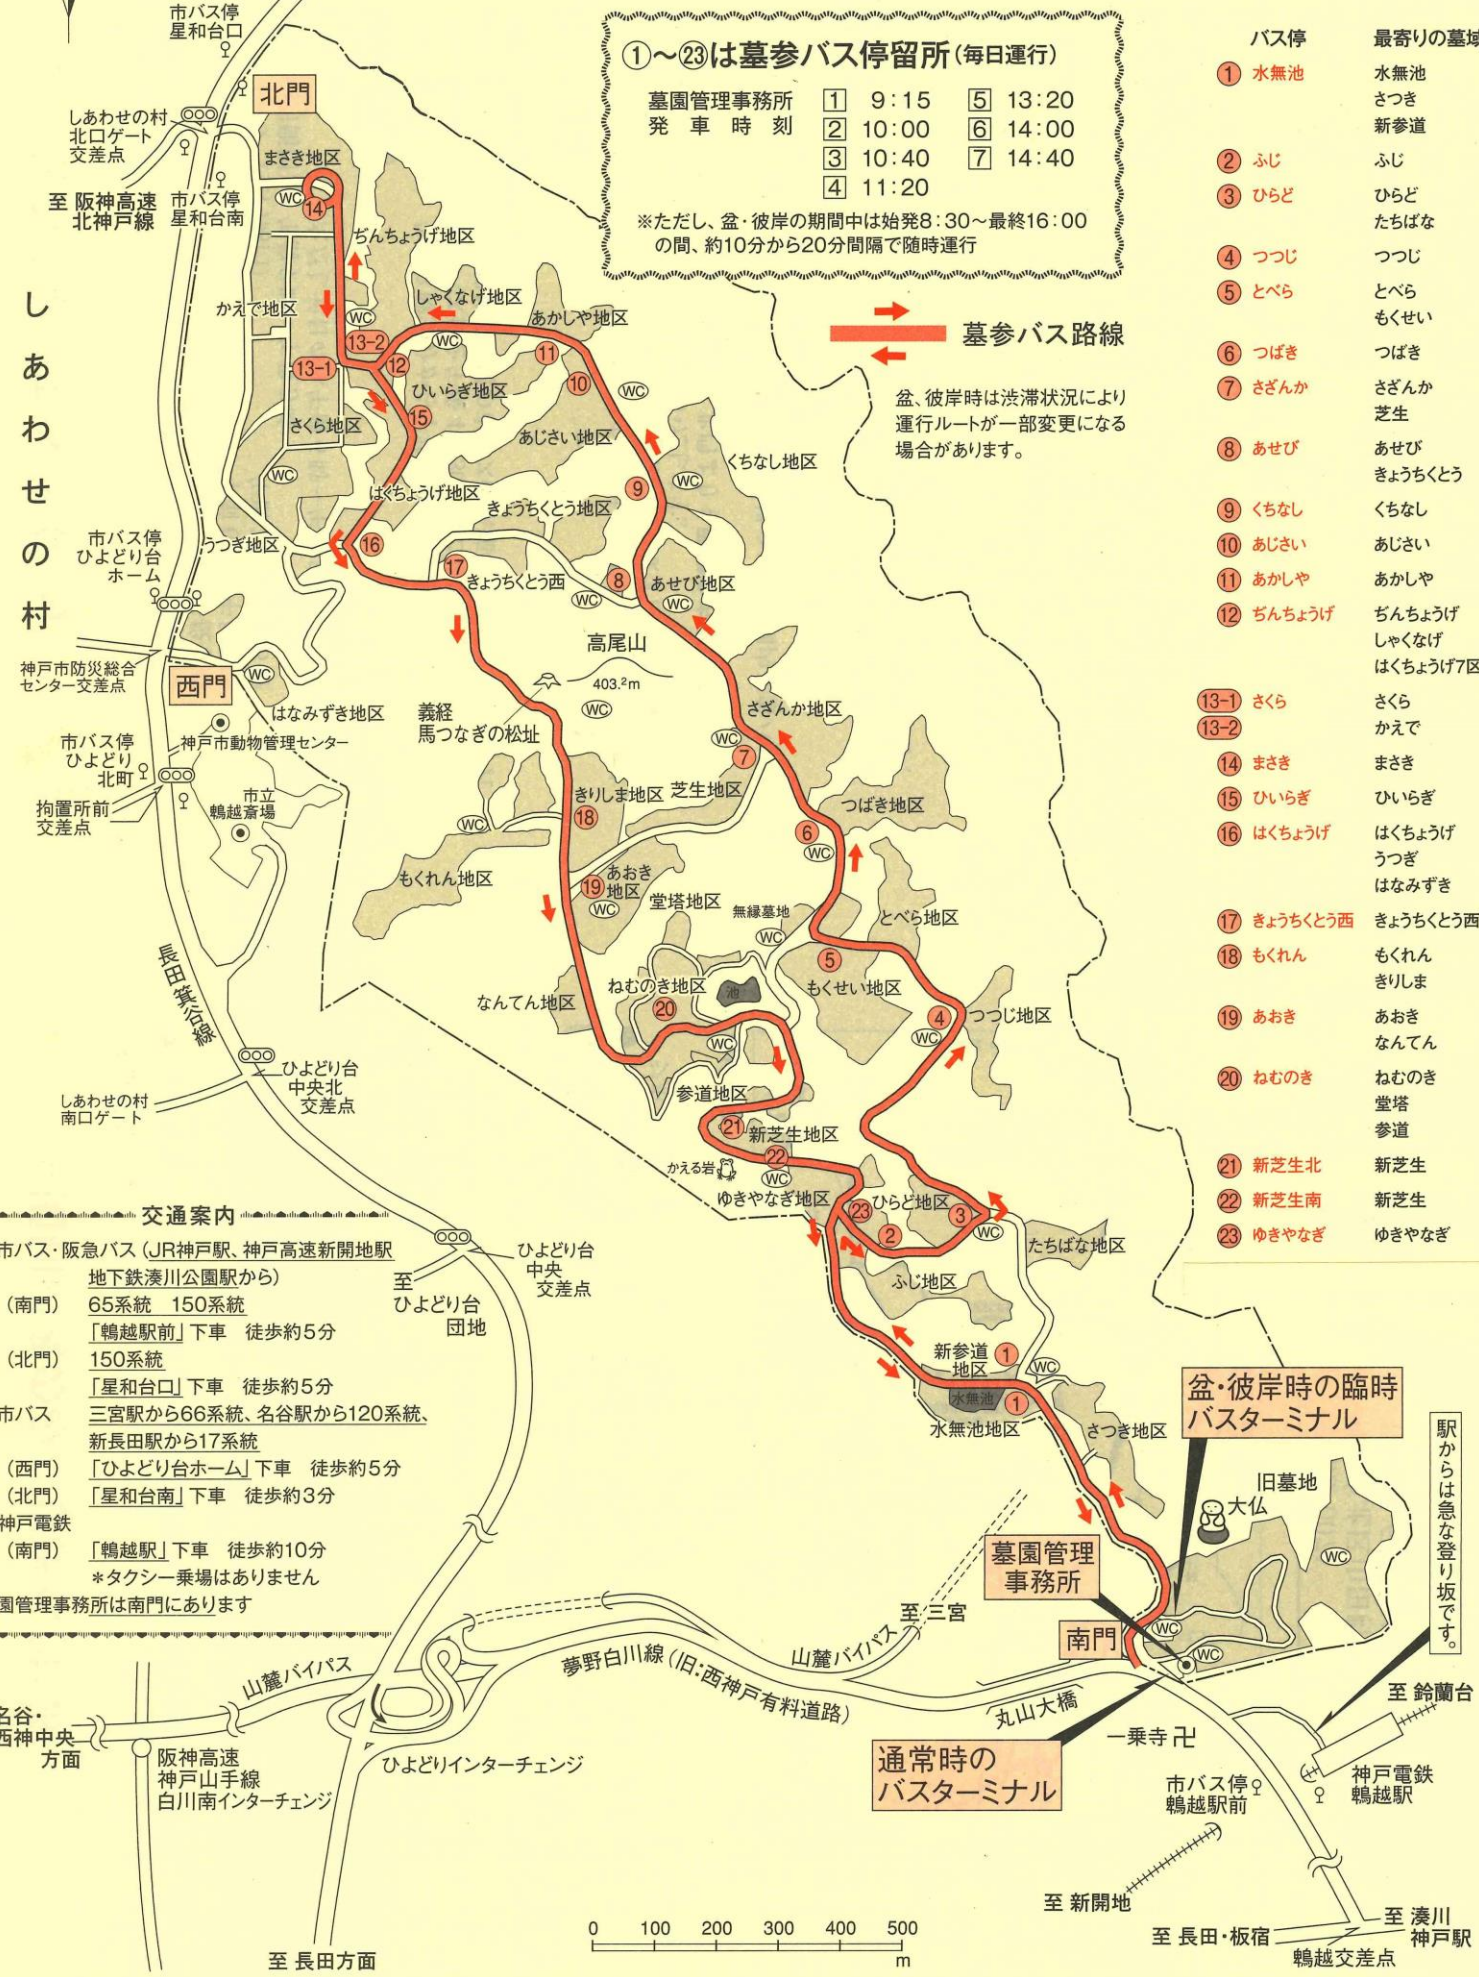 ①〜㉓は墓参バス停留所(毎日運行)
墓園管理事務所
発車時刻
1 9:15
2 10:00
3 10:40
4 11:20
5 13:20
6 14:00
7 14:40
※ただし、盆・彼岸の期間中は始発8:30〜最終16:00
の間、約10分から20分間隔で随時運行
墓参バス路線
盆、彼岸時は渋滞状況により
運行ルートが一部変更になる
場合があります。
バス停 最寄りの墓域
① 水無池 水無池
さつき
新参道
② ふじ ふじ
③ ひらど ひらど
たちばな
④ つつじ つつじ
⑤ とべら とべら
もくせい
⑥ つばき つばき
⑦ さざんか さざんか
芝生
⑧ あせび あせび
きょうちくとう
⑨ くちなし くちなし
⑩ あじさい あじさい
⑪ あかしや あかしや
⑫ ぢんちょうげ ぢんちょうげ
しゃくなげ
はくちょうげ7区
13-1 さくら さくら
13-2 かえで
⑭ まさき まさき
⑮ ひいらぎ ひいらぎ
⑯ はくちょうげ はくちょうげ
うつぎ
はなみずき
⑰ きょうちくとう西 きょうちくとう西
⑱ もくれん もくれん
きりしま
⑲ あおき あおき
なんてん
⑳ ねむのき ねむのき
堂塔
参道
㉑ 新芝生北 新芝生
㉒ 新芝生南 新芝生
㉓ ゆきやなぎ ゆきやなぎ
市バス停
星和台口
北門
しあわせの村
北口ゲート
交差点
至 阪神高速
北神戸線
市バス停
星和台南
まさき地区
WC
⑭
ぢんちょうげ地区
かえで地区
WC
13-2
13-1
⑫
しゃくなげ地区
WC
あかしや地区
⑪
⑩
WC
ひいらぎ地区
⑮
さくら地区
WC
あじさい地区
くちなし地区
WC
⑨
はくちょうげ地区
きょうちくとう地区
しあわせの村
市バス停
ひよどり台
ホーム
うつぎ地区
⑯
⑰
きょうちくとう西
WC
⑧
あせび地区
WC
高尾山
403.2m
WC
神戸市防災総合
センター交差点
西門
WC
はなみずき地区
神戸市動物管理センター
義経
馬つなぎの松址
さざんか地区
WC
⑦
市バス停
ひよどり
北町
拘置所前
交差点
市立
鵯越斎場
きりしま地区
⑱
芝生地区
WC
つばき地区
⑥
WC
もくれん地区
⑲
あおき
地区
WC
堂塔地区
無縁墓地
WC
とべら地区
⑤
もくせい地区
長田箕谷線
なんてん地区
ねむのき地区
⑳
池
WC
④
WC
つつじ地区
ひよどり台
中央北
交差点
しあわせの村
南口ゲート
参道地区
㉑
新芝生地区
㉒
WC
かえる岩
ゆきやなぎ地区
㉓
ひらど地区
③
②
WC
たちばな地区
ふじ地区
ひよどり台
中央
交差点
至
ひよどり台
団地
新参道
地区
①
WC
水無池
①
水無池地区
さつき地区
盆・彼岸時の臨時
バスターミナル
旧墓地
大仏
WC
駅からは急な登り坂です。
墓園管理
事務所
南門
WC
WC
交通案内
市バス・阪急バス(JR神戸駅、神戸高速新開地駅
地下鉄湊川公園駅から)
(南門) 65系統 150系統
「鵯越駅前」下車 徒歩約5分
(北門) 150系統
「星和台口」下車 徒歩約5分
市バス 三宮駅から66系統、名谷駅から120系統、
新長田駅から17系統
(西門) 「ひよどり台ホーム」下車 徒歩約5分
(北門) 「星和台南」下車 徒歩約3分
神戸電鉄
(南門) 「鵯越駅」下車 徒歩約10分
*タクシー乗場はありません
園管理事務所は南門にあります
至 三宮
山麓バイパス
山麓バイパス
夢野白川線(旧:西神戸有料道路)
丸山大橋
至 鈴蘭台
名谷・
西神中央
方面
阪神高速
神戸山手線
白川南インターチェンジ
ひよどりインターチェンジ
通常時の
バスターミナル
一乗寺 卍
市バス停
鵯越駅前
神戸電鉄
鵯越駅
至 新開地
至 長田方面
0 100 200 300 400 500
m
至 長田・板宿
至 湊川
神戸駅
鵯越交差点